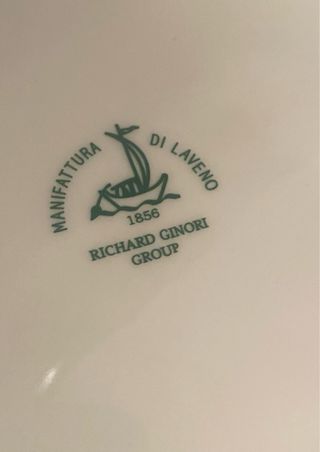 MANIFATTURA DI LAVENO
1856
RICHARD GINORI
GROUP